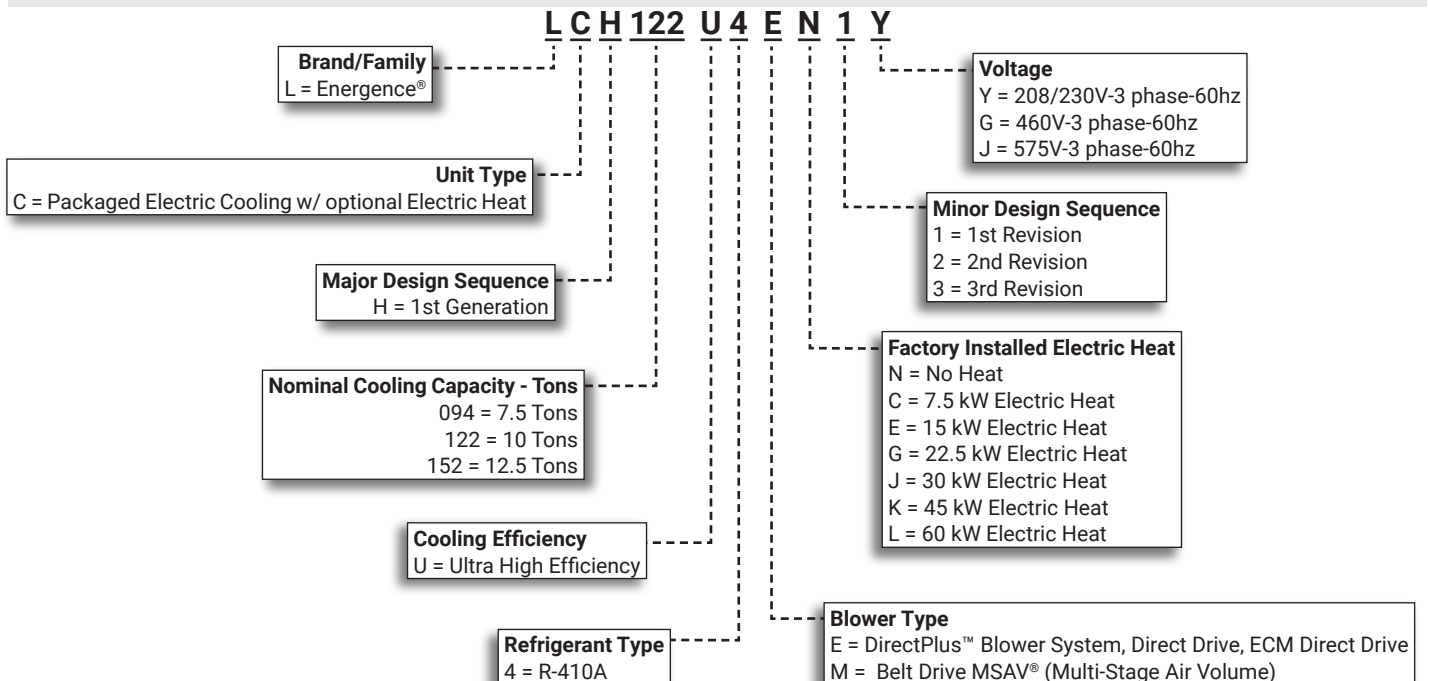 L C H 122 U 4 E N 1 Y
Brand/Family
L = Energence®
Unit Type
C = Packaged Electric Cooling w/ optional Electric Heat
Major Design Sequence
H = 1st Generation
Nominal Cooling Capacity - Tons
094 = 7.5 Tons
122 = 10 Tons
152 = 12.5 Tons
Cooling Efficiency
U = Ultra High Efficiency
Refrigerant Type
4 = R-410A
Voltage
Y = 208/230V-3 phase-60hz
G = 460V-3 phase-60hz
J = 575V-3 phase-60hz
Minor Design Sequence
1 = 1st Revision
2 = 2nd Revision
3 = 3rd Revision
Factory Installed Electric Heat
N = No Heat
C = 7.5 kW Electric Heat
E = 15 kW Electric Heat
G = 22.5 kW Electric Heat
J = 30 kW Electric Heat
K = 45 kW Electric Heat
L = 60 kW Electric Heat
Blower Type
E = DirectPlus™ Blower System, Direct Drive, ECM Direct Drive
M = Belt Drive MSAV® (Multi-Stage Air Volume)